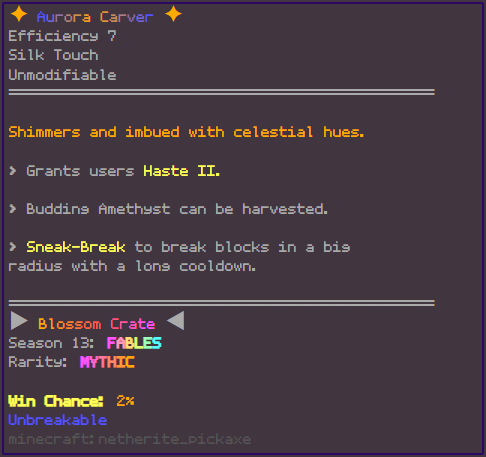 ✦ Aurora Carver ✦
Efficiency 7
Silk Touch
Unmodifiable
Shimmers and imbued with celestial hues.
> Grants users Haste II.
> Budding Amethyst can be harvested.
> Sneak-Break to break blocks in a big
radius with a long cooldown.
▶ Blossom Crate ◀
Season 13: FABLES
Rarity: MYTHIC
Win Chance: 2%
Unbreakable
minecraft:netherite_pickaxe